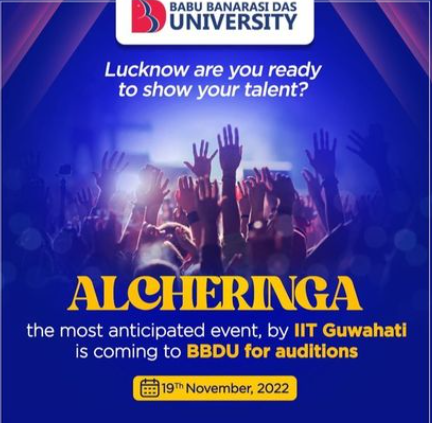 BABU BANARASI DAS
UNIVERSITY
Lucknow are you ready
to show your talent?
ALCHERINGA
the most anticipated event, by IIT Guwahati
is coming to BBDU for auditions
19Th November, 2022